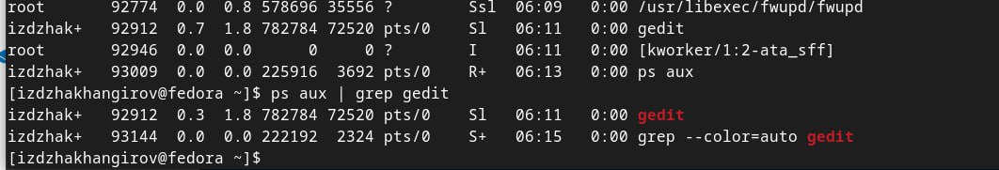 root       92774  0.0  0.8 578696 35556 ?        Ssl  06:09   0:00 /usr/libexec/fwupd/fwupd
izdzhak+   92912  0.7  1.8 782784 72520 pts/0    Sl   06:11   0:00 gedit
root       92946  0.0  0.0      0     0 ?        I    06:11   0:00 [kworker/1:2-ata_sff]
izdzhak+   93009  0.0  0.0 225916  3692 pts/0    R+   06:13   0:00 ps aux
[izdzhakhangirov@fedora ~]$ ps aux | grep gedit
izdzhak+   92912  0.3  1.8 782784 72520 pts/0    Sl   06:11   0:00 gedit
izdzhak+   93144  0.0  0.0 222192  2324 pts/0    S+   06:15   0:00 grep --color=auto gedit
[izdzhakhangirov@fedora ~]$